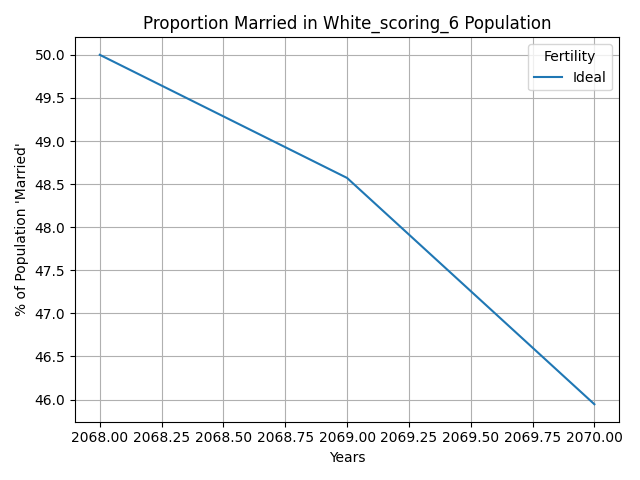 Proportion Married in White_scoring_6 Population
Fertility
Ideal
% of Population 'Married'
50.0
49.5
49.0
48.5
48.0
47.5
47.0
46.5
46.0
2068.00 2068.25 2068.50 2068.75 2069.00 2069.25 2069.50 2069.75 2070.00
Years